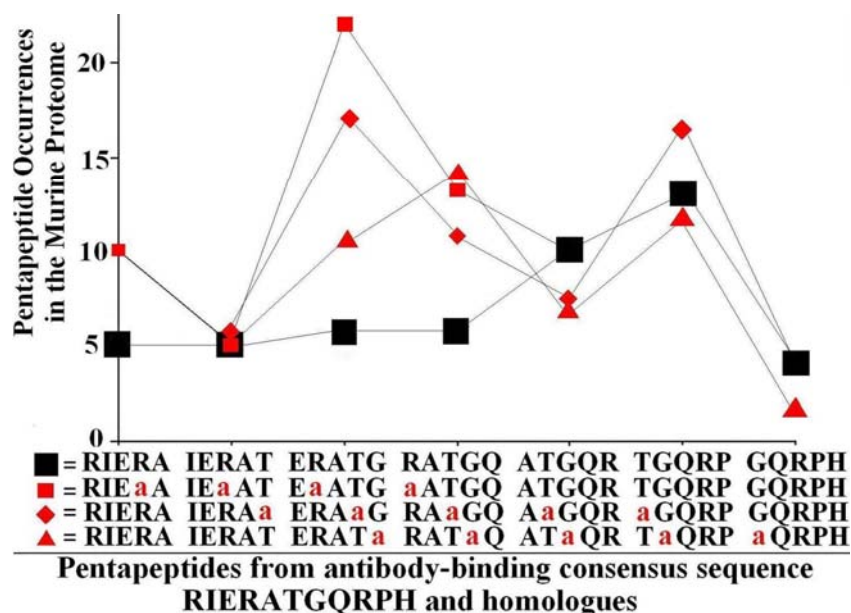 Pentapeptide Occurrences
in the Murine Proteome
20
15
10
5
0
= RIERA IERAT ERATG RATGQ ATGQR TGQRP GQRPH
= RIEaA IEaAT EaATG aATGQ ATGQR TGQRP GQRPH
= RIERA IERAa ERAaG RAaGQ AaGQR aGQRP GQRPH
= RIERA IERAT ERATa RATaQ ATaQR TaQRP aQRPH
Pentapeptides from antibody-binding consensus sequence
RIERATGQRPH and homologues